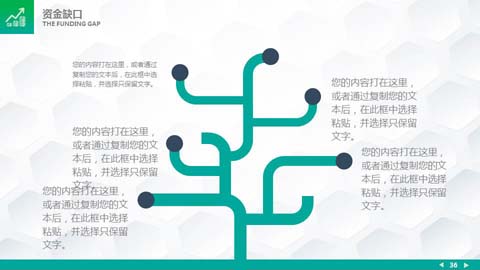 资金缺口
THE FUNDING GAP
您的内容打在这里，或者通过
复制您的文本后，在此框中选
择粘贴，并选择只保留文字。
您的内容打在这里，
或者通过复制您的文
本后，在此框中选择
粘贴，并选择只保留
文字。
您的内容打在这里，
或者通过复制您的文
本后，在此框中选择
粘贴，并选择只保留
文字。
您的内容打在这里，
或者通过复制您的文
本后，在此框中选择
粘贴，并选择只保留
文字。
您的内容打在这里，
或者通过复制您的文
本后，在此框中选择
粘贴，并选择只保留
文字。
36